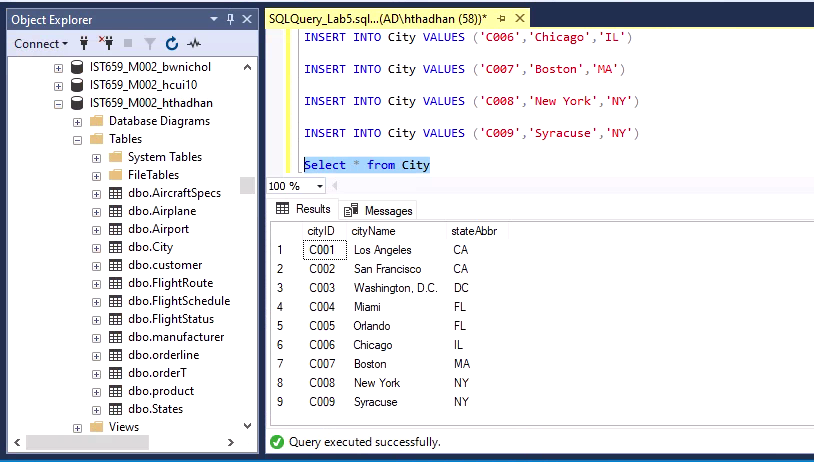 Object Explorer
Connect
IST659_M002_bwnichol
IST659_M002_hcui10
IST659_M002_hthadhan
Database Diagrams
Tables
System Tables
FileTables
dbo.AircraftSpecs
dbo.Airplane
dbo.Airport
dbo.City
dbo.customer
dbo.FlightRoute
dbo.FlightSchedule
dbo.FlightStatus
dbo.manufacturer
dbo.orderline
dbo.orderT
dbo.product
dbo.States
Views
SQLQuery_Lab5.sql...(AD\hthadhan (58))*
INSERT INTO City VALUES ('C006','Chicago','IL')
INSERT INTO City VALUES ('C007','Boston','MA')
INSERT INTO City VALUES ('C008','New York','NY')
INSERT INTO City VALUES ('C009','Syracuse','NY')
Select * from City
100 %
Results Messages
cityID cityName stateAbbr
1 C001 Los Angeles CA
2 C002 San Francisco CA
3 C003 Washington, D.C. DC
4 C004 Miami FL
5 C005 Orlando FL
6 C006 Chicago IL
7 C007 Boston MA
8 C008 New York NY
9 C009 Syracuse NY
Query executed successfully.